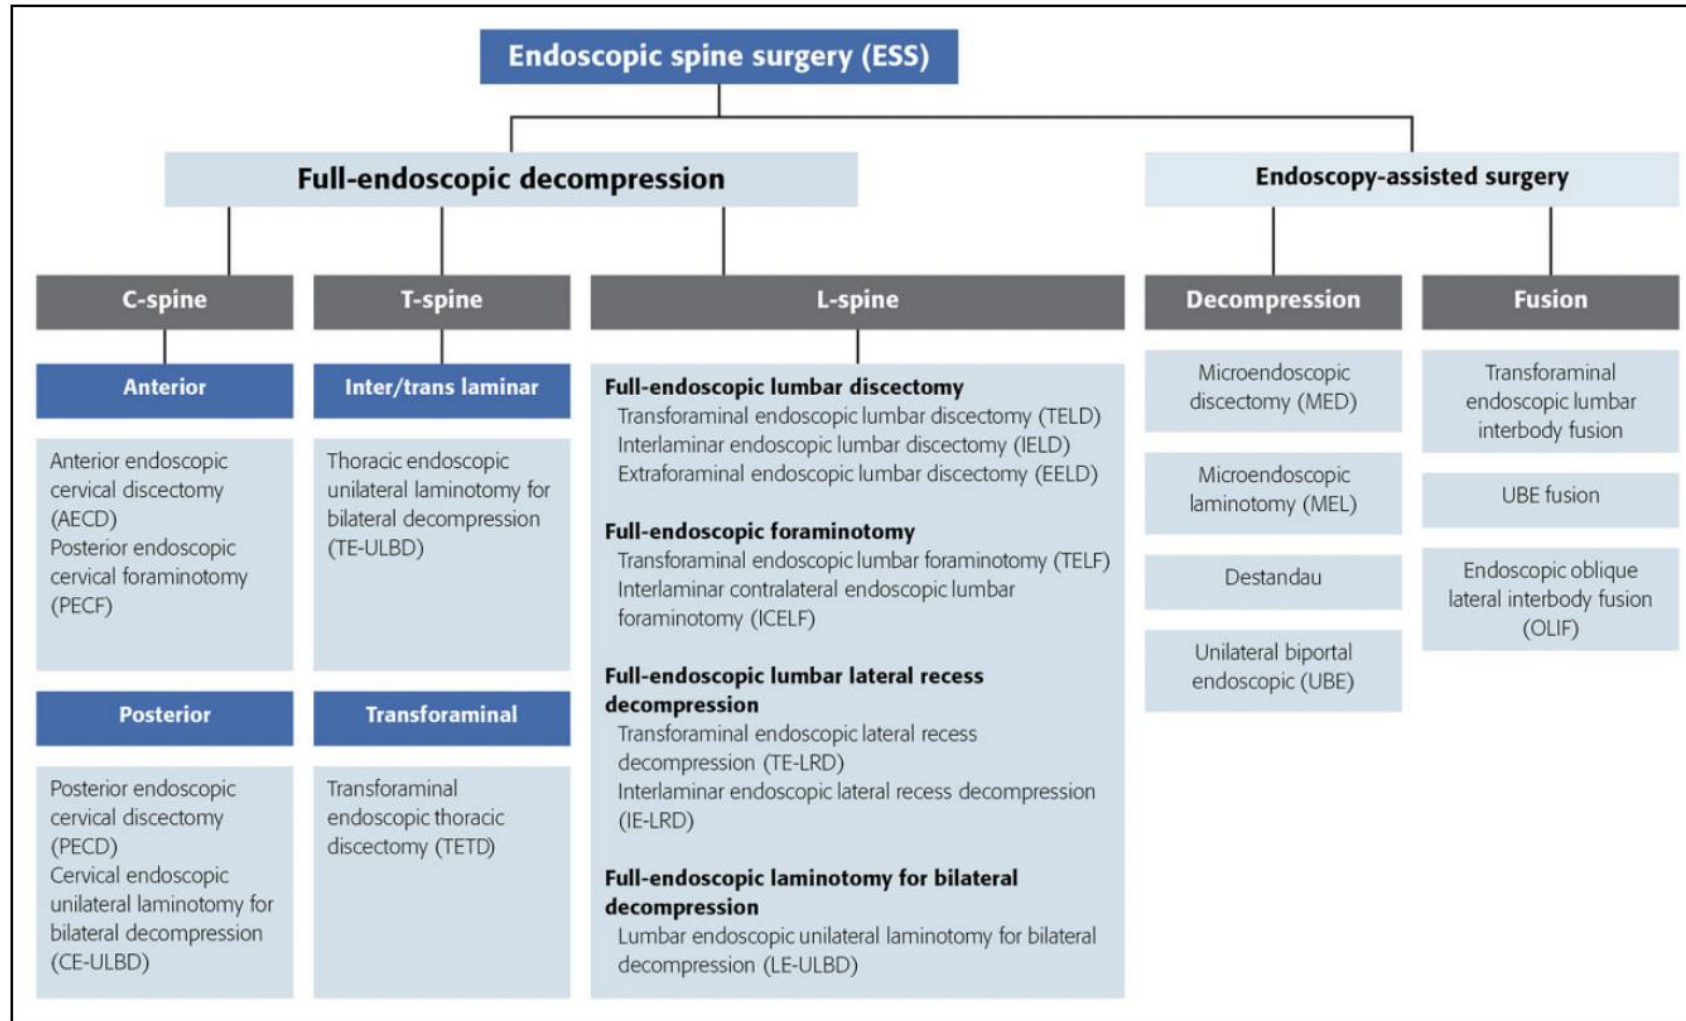 Endoscopic spine surgery (ESS)
Full-endoscopic decompression
Endoscopy-assisted surgery
C-spine
T-spine
L-spine
Decompression
Fusion
Anterior
Anterior endoscopic
cervical discectomy
(AECD)
Posterior endoscopic
cervical foraminotomy
(PECF)
Posterior
Posterior endoscopic
cervical discectomy
(PECD)
Cervical endoscopic
unilateral laminotomy for
bilateral decompression
(CE-ULBD)
Inter/trans laminar
Thoracic endoscopic
unilateral laminotomy for
bilateral decompression
(TE-ULBD)
Transforaminal
Transforaminal
endoscopic thoracic
discectomy (TETD)
Full-endoscopic lumbar discectomy
Transforaminal endoscopic lumbar discectomy (TELD)
Interlaminar endoscopic lumbar discectomy (IELD)
Extraforaminal endoscopic lumbar discectomy (EELD)
Full-endoscopic foraminotomy
Transforaminal endoscopic lumbar foraminotomy (TELF)
Interlaminar contralateral endoscopic lumbar
foraminotomy (ICELF)
Full-endoscopic lumbar lateral recess
decompression
Transforaminal endoscopic lateral recess
decompression (TE-LRD)
Interlaminar endoscopic lateral recess decompression
(IE-LRD)
Full-endoscopic laminotomy for bilateral
decompression
Lumbar endoscopic unilateral laminotomy for bilateral
decompression (LE-ULBD)
Microendoscopic
discectomy (MED)
Microendoscopic
laminotomy (MEL)
Destandau
Unilateral biportal
endoscopic (UBE)
Transforaminal
endoscopic lumbar
interbody fusion
UBE fusion
Endoscopic oblique
lateral interbody fusion
(OLIF)